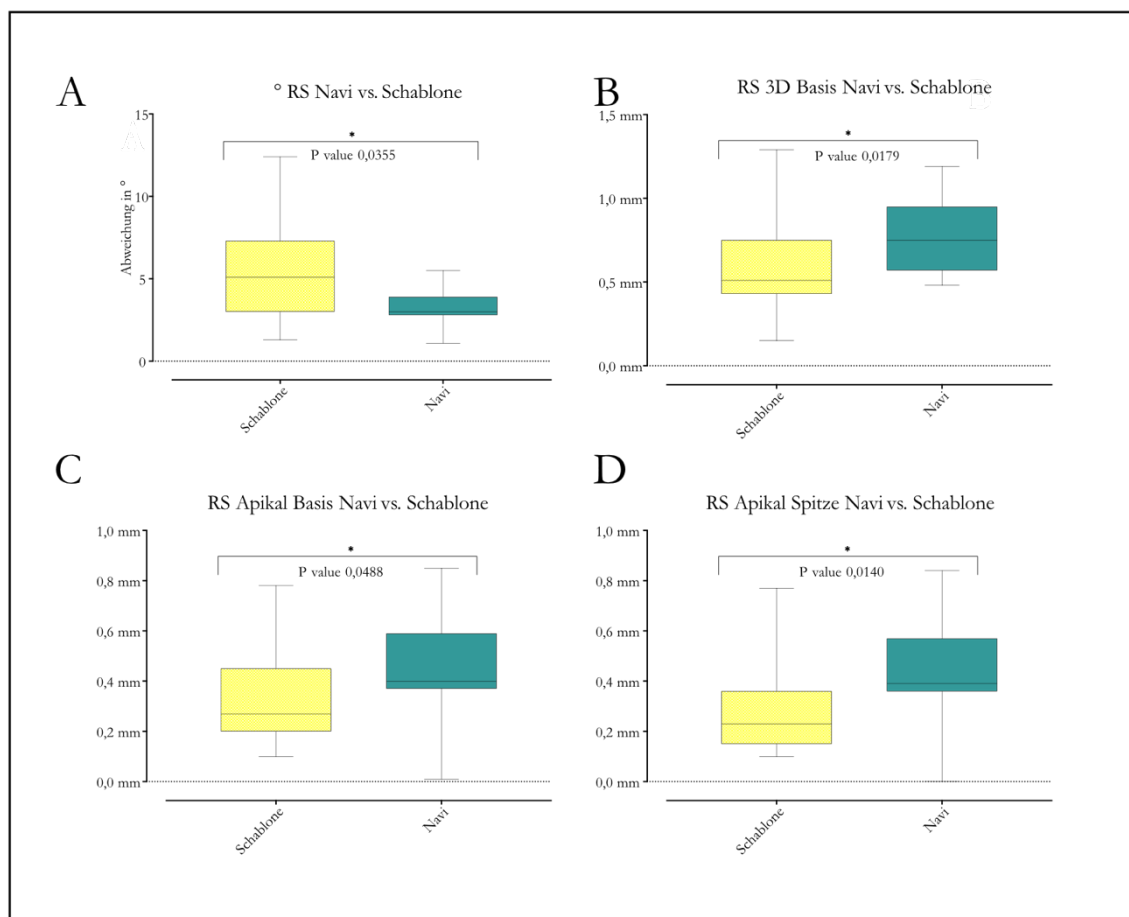 A
° RS Navi vs. Schablone
15
*
P value 0,0355
10
Abweichung in °
5
0
Schablone
Navi
B
RS 3D Basis Navi vs. Schablone
1,5 mm
*
P value 0,0179
1,0 mm
0,5 mm
0,0 mm
Schablone
Navi
C
RS Apikal Basis Navi vs. Schablone
1,0 mm
*
P value 0,0488
0,8 mm
0,6 mm
0,4 mm
0,2 mm
0,0 mm
Schablone
Navi
D
RS Apikal Spitze Navi vs. Schablone
1,0 mm
*
P value 0,0140
0,8 mm
0,6 mm
0,4 mm
0,2 mm
0,0 mm
Schablone
Navi